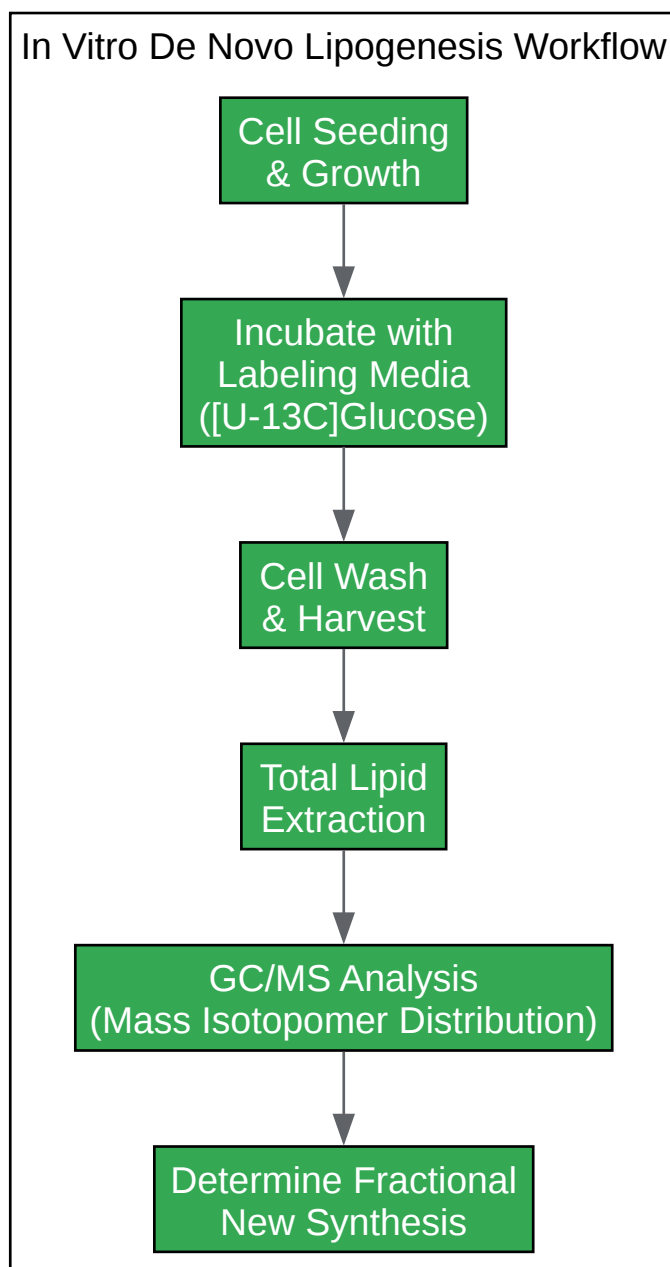 In Vitro De Novo Lipogenesis Workflow
Cell Seeding
& Growth
Incubate with
Labeling Media
([U-13C]Glucose)
Cell Wash
& Harvest
Total Lipid
Extraction
GC/MS Analysis
(Mass Isotopomer Distribution)
Determine Fractional
New Synthesis